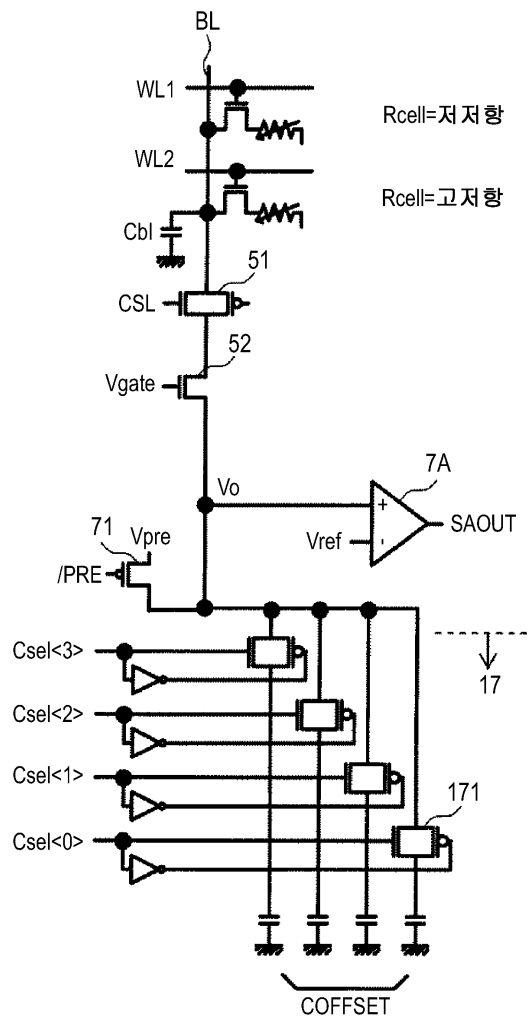 BL
WL1
Rcell=저저항
WL2
Rcell=고저항
Cbl
51
CSL
52
Vgate
7A
Vo
+
SAOUT
71
Vpre
Vref
-
/PRE
Csel<3>
17
Csel<2>
Csel<1>
171
Csel<0>
COFFSET